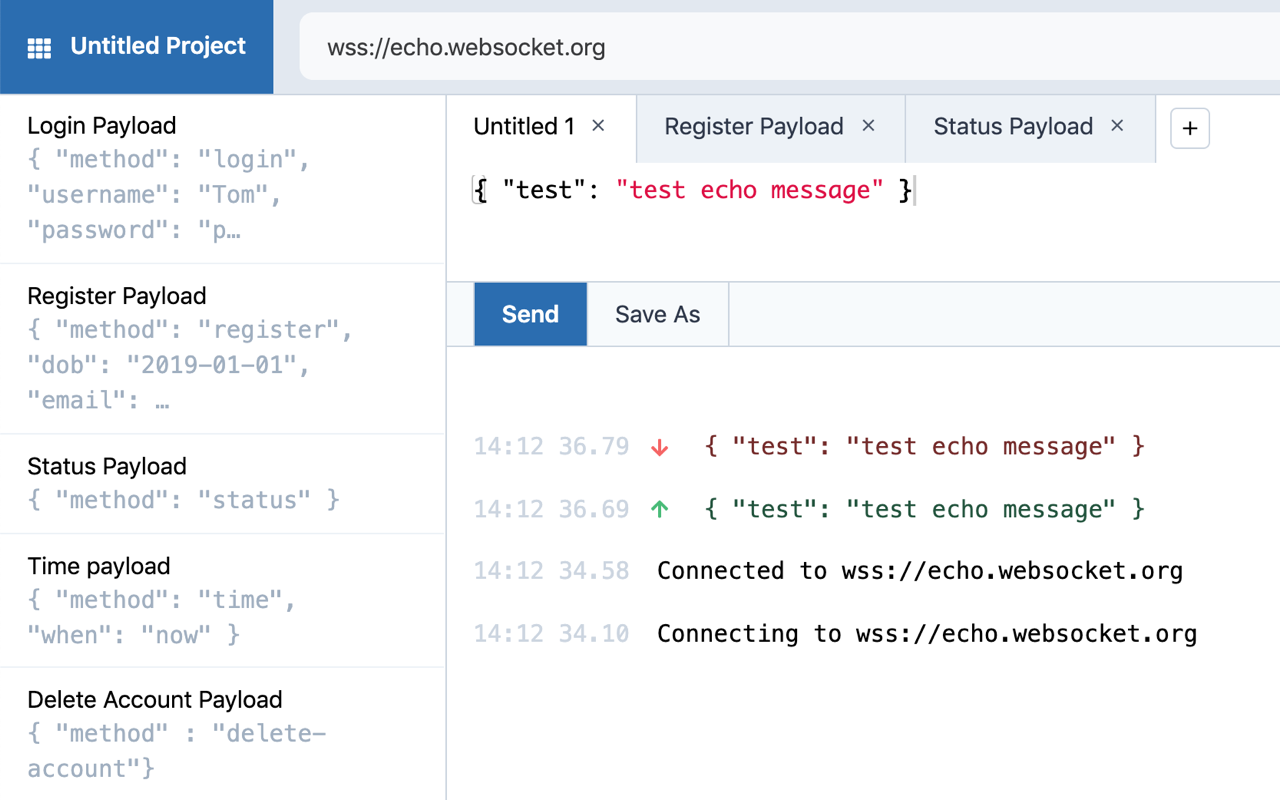 Untitled Project
wss://echo.websocket.org
Login Payload
{ "method": "login",
"username": "Tom",
"password": "p…
Register Payload
{ "method": "register",
"dob": "2019-01-01",
"email": …
Status Payload
{ "method": "status" }
Time payload
{ "method": "time",
"when": "now" }
Delete Account Payload
{ "method" : "delete-
account"}
Untitled 1 × Register Payload × Status Payload × +
{ "test": "test echo message" }
Send Save As
14:12 36.79 ↓ { "test": "test echo message" }
14:12 36.69 ↑ { "test": "test echo message" }
14:12 34.58 Connected to wss://echo.websocket.org
14:12 34.10 Connecting to wss://echo.websocket.org